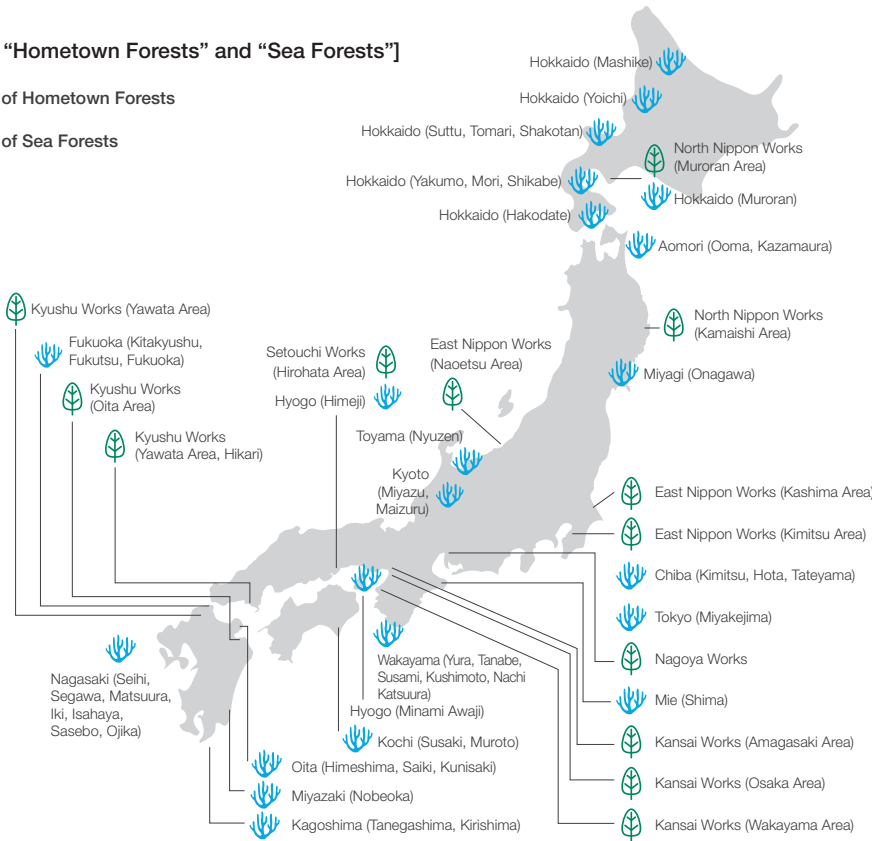 “Hometown Forests” and “Sea Forests”]
of Hometown Forests
of Sea Forests
Hokkaido (Mashike)
Hokkaido (Yoichi)
Hokkaido (Suttu, Tomari, Shakotan)
North Nippon Works
(Muroran Area)
Hokkaido (Yakumo, Mori, Shikabe)
Hokkaido (Muroran)
Hokkaido (Hakodate)
Aomori (Ooma, Kazamaura)
Kyushu Works (Yawata Area)
North Nippon Works
(Kamaishi Area)
Fukuoka (Kitakyushu,
Fukutsu, Fukuoka)
Setouchi Works
(Hirohata Area)
East Nippon Works
(Naoetsu Area)
Miyagi (Onagawa)
Kyushu Works
(Oita Area)
Hyogo (Himeji)
Kyushu Works
(Yawata Area, Hikari)
Toyama (Nyuzen)
Kyoto
(Miyazu,
Maizuru)
East Nippon Works (Kashima Area)
East Nippon Works (Kimitsu Area)
Chiba (Kimitsu, Hota, Tateyama)
Tokyo (Miyakejima)
Nagoya Works
Mie (Shima)
Kansai Works (Amagasaki Area)
Kansai Works (Osaka Area)
Kansai Works (Wakayama Area)
Nagasaki (Seihi,
Segawa, Matsuura,
Iki, Isahaya,
Sasebo, Ojika)
Wakayama (Yura, Tanabe,
Susami, Kushimoto, Nachi
Katsuura)
Hyogo (Minami Awaji)
Kochi (Susaki, Muroto)
Oita (Himeshima, Saiki, Kunisaki)
Miyazaki (Nobeoka)
Kagoshima (Tanegashima, Kirishima)